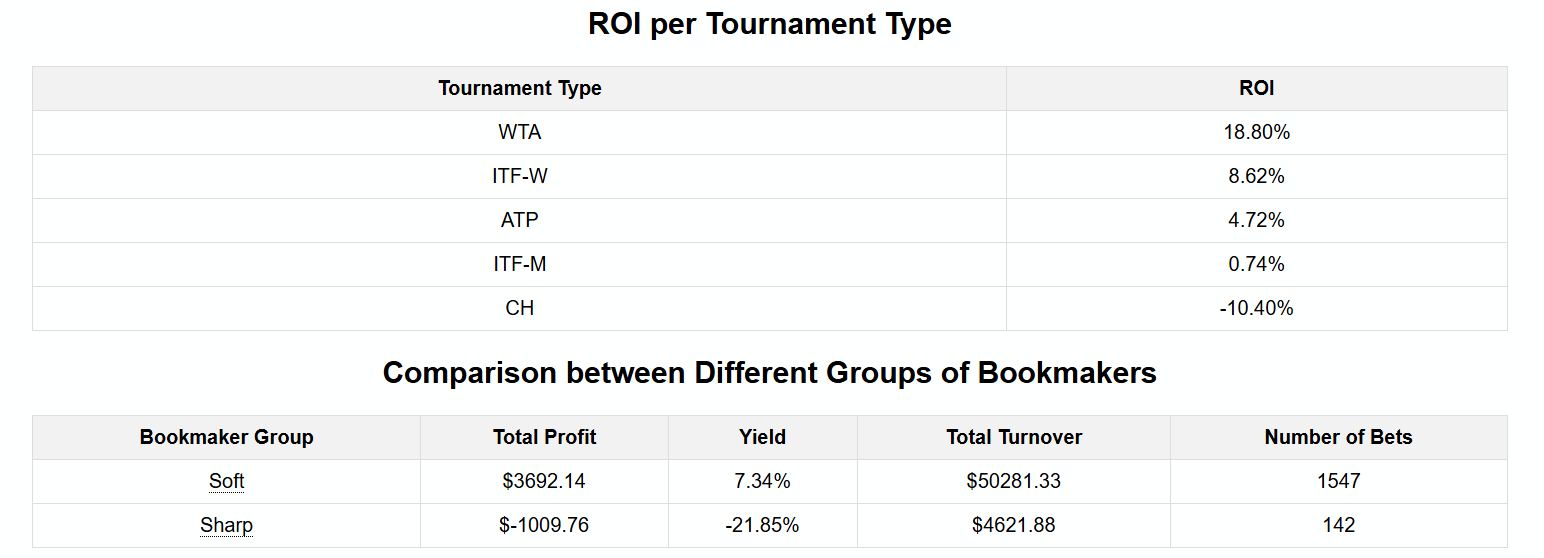 ROI per Tournament Type
Tournament Type ROI
WTA 18.80%
ITF-W 8.62%
ATP 4.72%
ITF-M 0.74%
CH -10.40%
Comparison between Different Groups of Bookmakers
Bookmaker Group Total Profit Yield Total Turnover Number of Bets
Soft $3692.14 7.34% $50281.33 1547
Sharp $-1009.76 -21.85% $4621.88 142